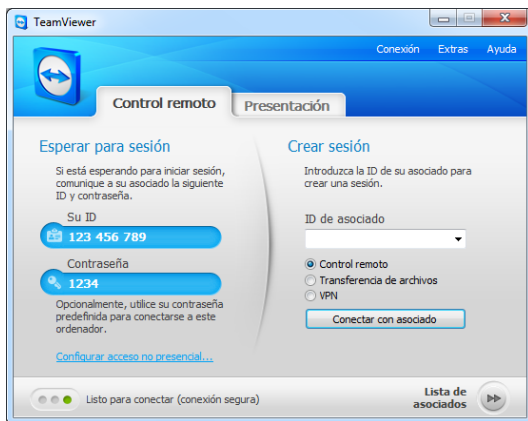 TeamViewer
Conexión Extras Ayuda
Control remoto
Presentación
Esperar para sesión
Si está esperando para iniciar sesión,
comunique a su asociado la siguiente
ID y contraseña.
Su ID
123 456 789
Contraseña
1234
Opcionalmente, utilice su contraseña
predefinida para conectarse a este
ordenador.
Configurar acceso no presencial...
Crear sesión
Introduzca la ID de su asociado para
crear una sesión.
ID de asociado
Control remoto
Transferencia de archivos
VPN
Conectar con asociado
Listo para conectar (conexión segura)
Lista de
asociados